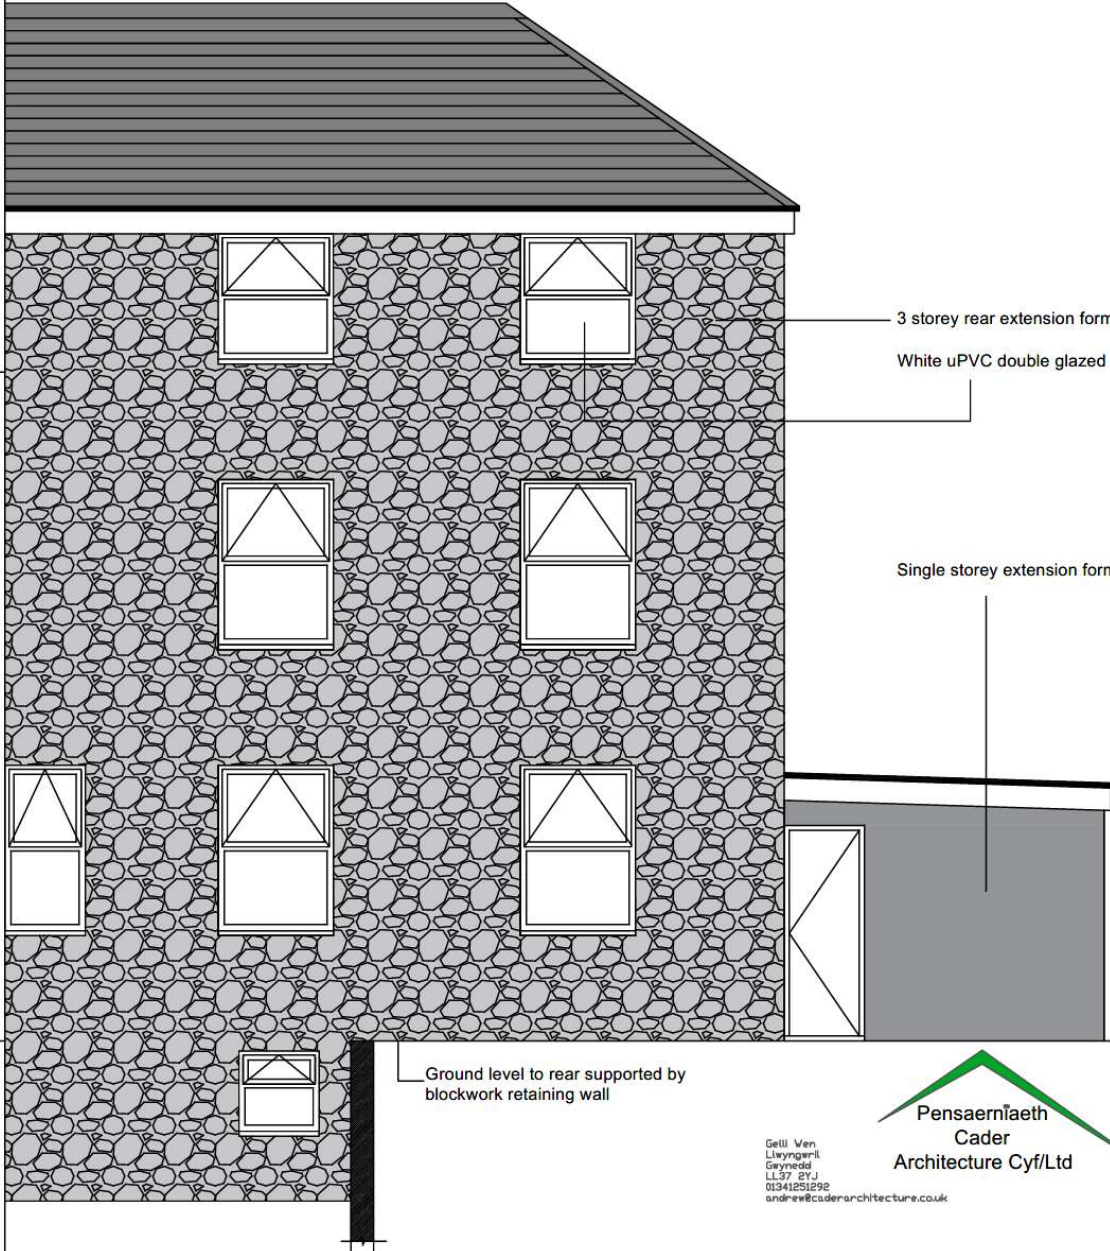 3 storey rear extension form
White uPVC double glazed
Single storey extension form
Ground level to rear supported by
blockwork retaining wall
Pensaernïaeth
Cader
Architecture Cyf/Ltd
Gelli Wen
Llwyngwril
Gwynedd
LL37 2YJ
01341251292
andrew@caderarchitecture.co.uk